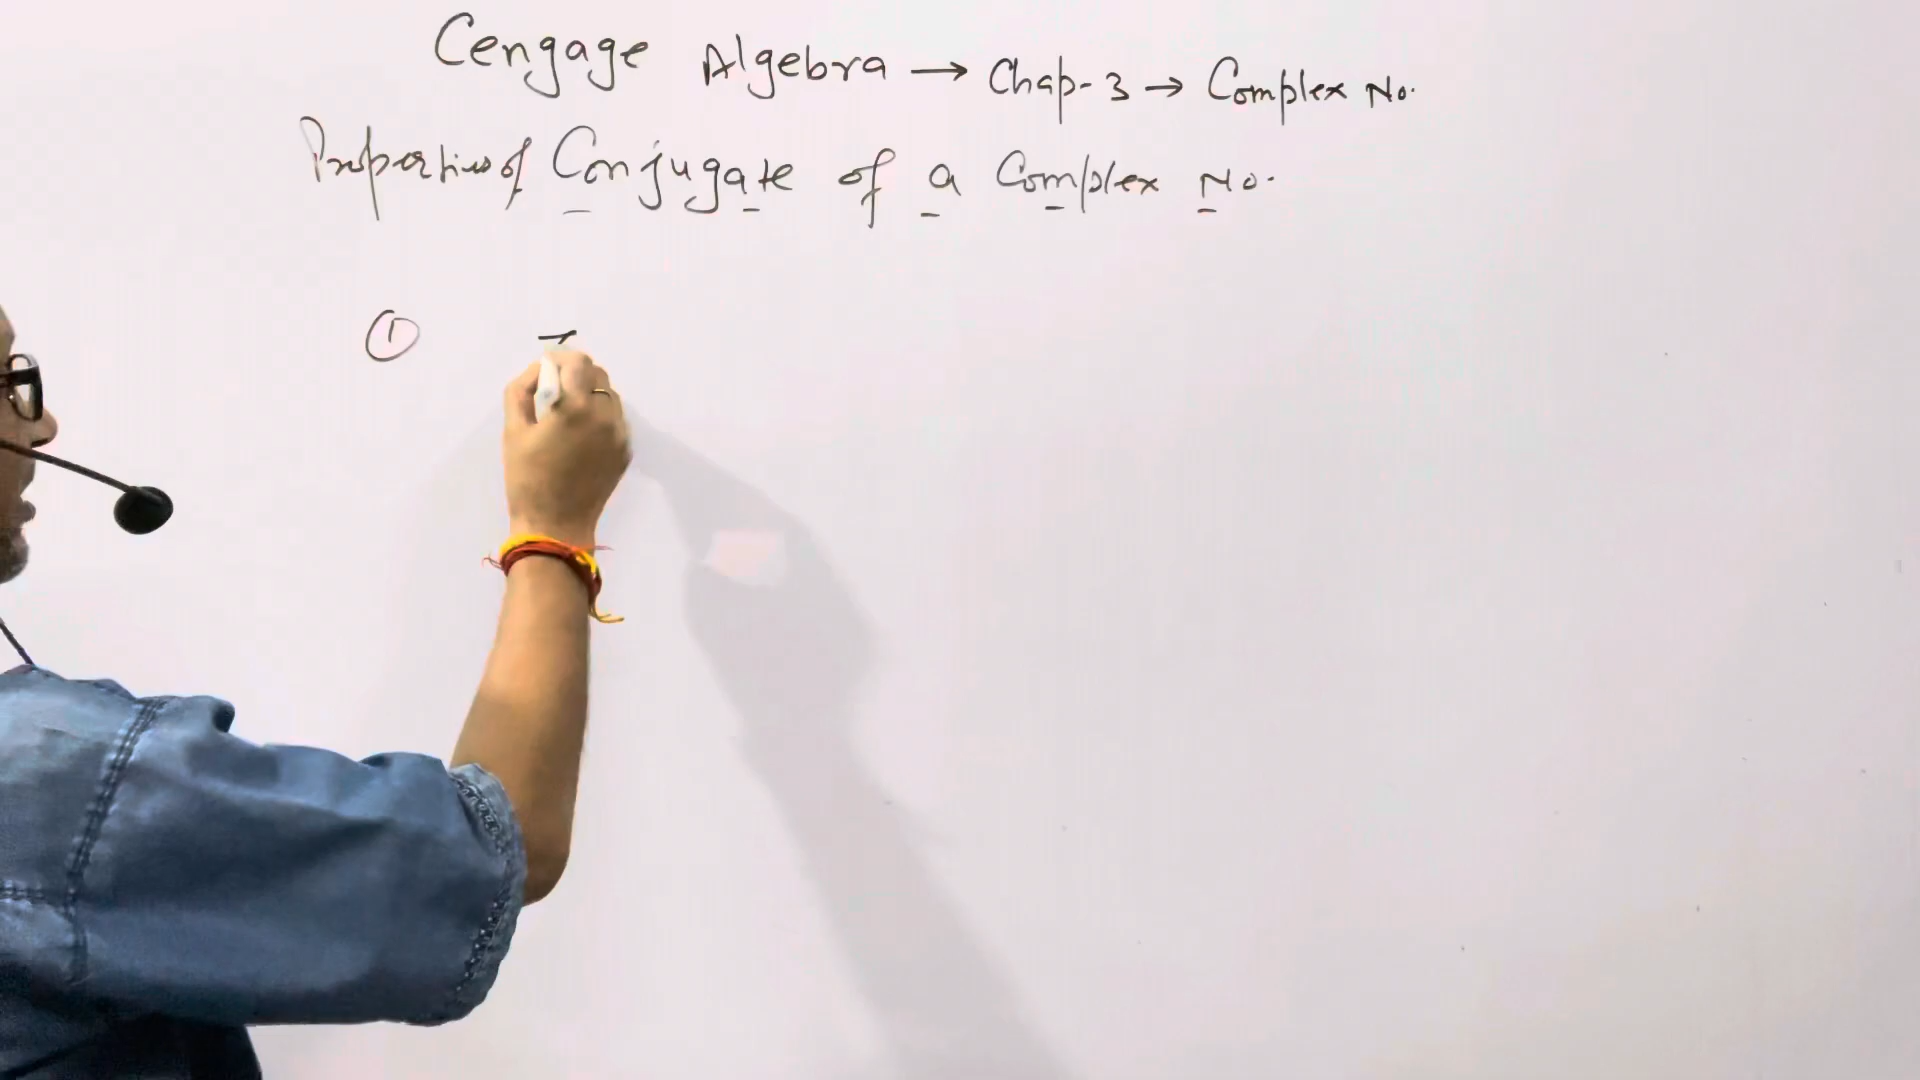 Cengage Algebra → Chap-3 → Complex No.
Properties of Conjugate of a Complex No.
①